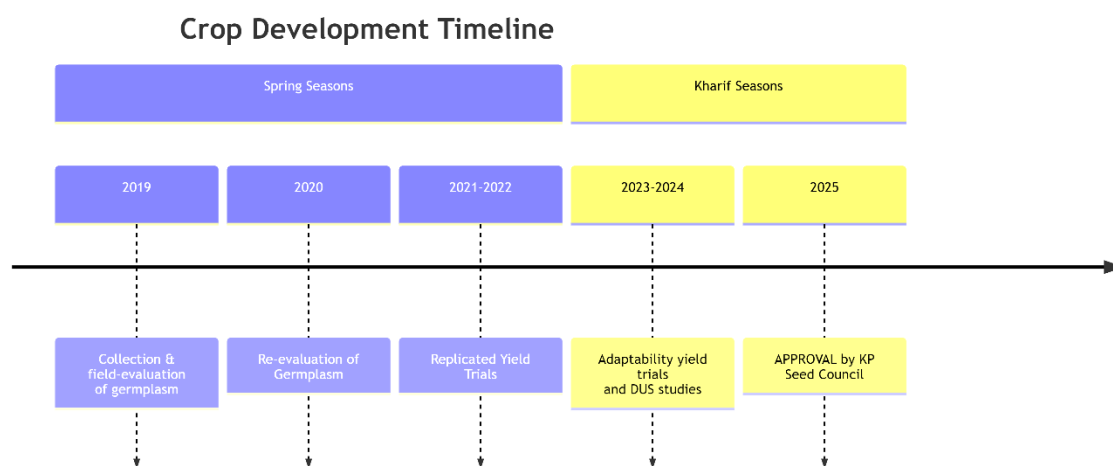 Crop Development Timeline
Spring Seasons
Kharif Seasons
2019
2020
2021-2022
2023-2024
2025
Collection &
field-evaluation
of germplasm
Re-evaluation of
Germplasm
Replicated Yield
Trials
Adaptability yield
trials
and DUS studies
APPROVAL by KP
Seed Council